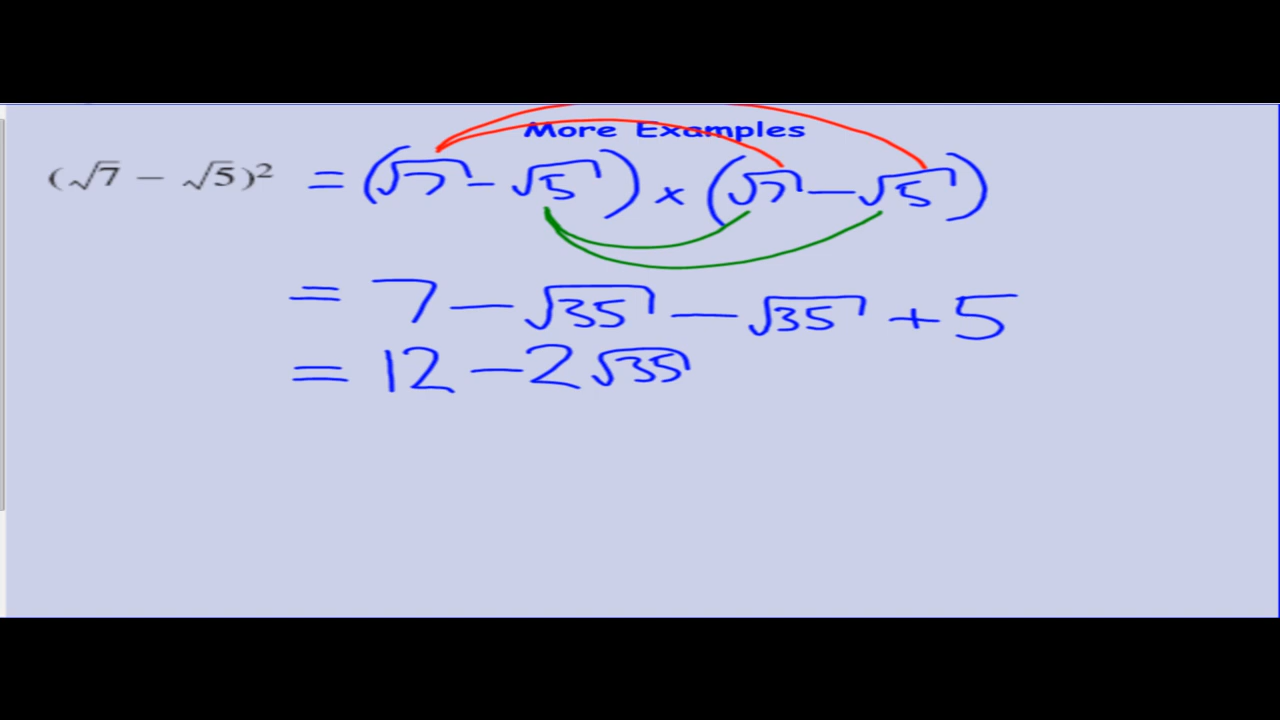 More Examples
(√7 − √5)² = (√7 − √5) × (√7 − √5)
= 7 − √35 − √35 + 5
= 12 − 2√35